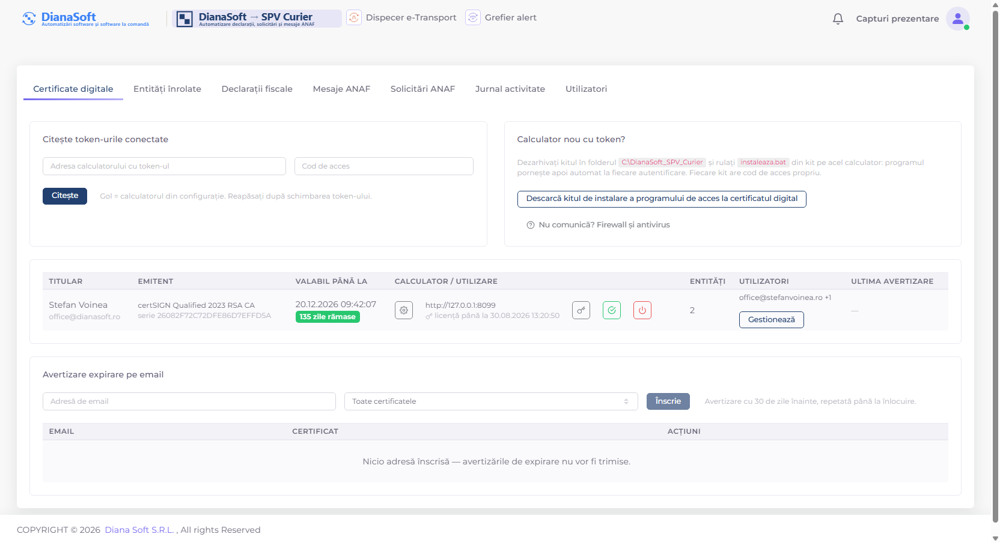 DianaSoft
Automatizări software și software la comandă
DianaSoft → SPV Curier
Automatizare declarații, solicitări și mesaje ANAF
Dispecer e-Transport
Grefier alert
Capturi prezentare
Certificate digitale
Entități înrolate
Declarații fiscale
Mesaje ANAF
Solicitări ANAF
Jurnal activitate
Utilizatori
Citește token-urile conectate
Adresa calculatorului cu token-ul
Cod de acces
Citește
Gol = calculatorul din configurație. Reapăsați după schimbarea token-ului.
Calculator nou cu token?
Dezarhivați kitul în folderul C:\DianaSoft_SPV_Curier și rulați instaleaza.bat din kit pe acel calculator: programul
pornește apoi automat la fiecare autentificare. Fiecare kit are cod de acces propriu.
Descarcă kitul de instalare a programului de acces la certificatul digital
Nu comunică? Firewall și antivirus
TITULAR EMITENT VALABIL PÂNĂ LA CALCULATOR / UTILIZARE ENTITĂȚI UTILIZATORI ULTIMA AVERTIZARE
Stefan Voinea
office@dianasoft.ro
certSIGN Qualified 2023 RSA CA
serie 26082F72C72DFE86D7EFFD5A
20.12.2026 09:42:07
135 zile rămase
http://127.0.0.1:8099
licență până la 30.08.2026 13:20:50
2
office@stefanvoinea.ro +1
Gestionează
—
Avertizare expirare pe email
Adresă de email
Toate certificatele
Înscrie
Avertizare cu 30 de zile înainte, repetată până la înlocuire.
EMAIL CERTIFICAT ACȚIUNI
Nicio adresă înscrisă — avertizările de expirare nu vor fi trimise.
COPYRIGHT © 2026 Diana Soft S.R.L. , All rights Reserved